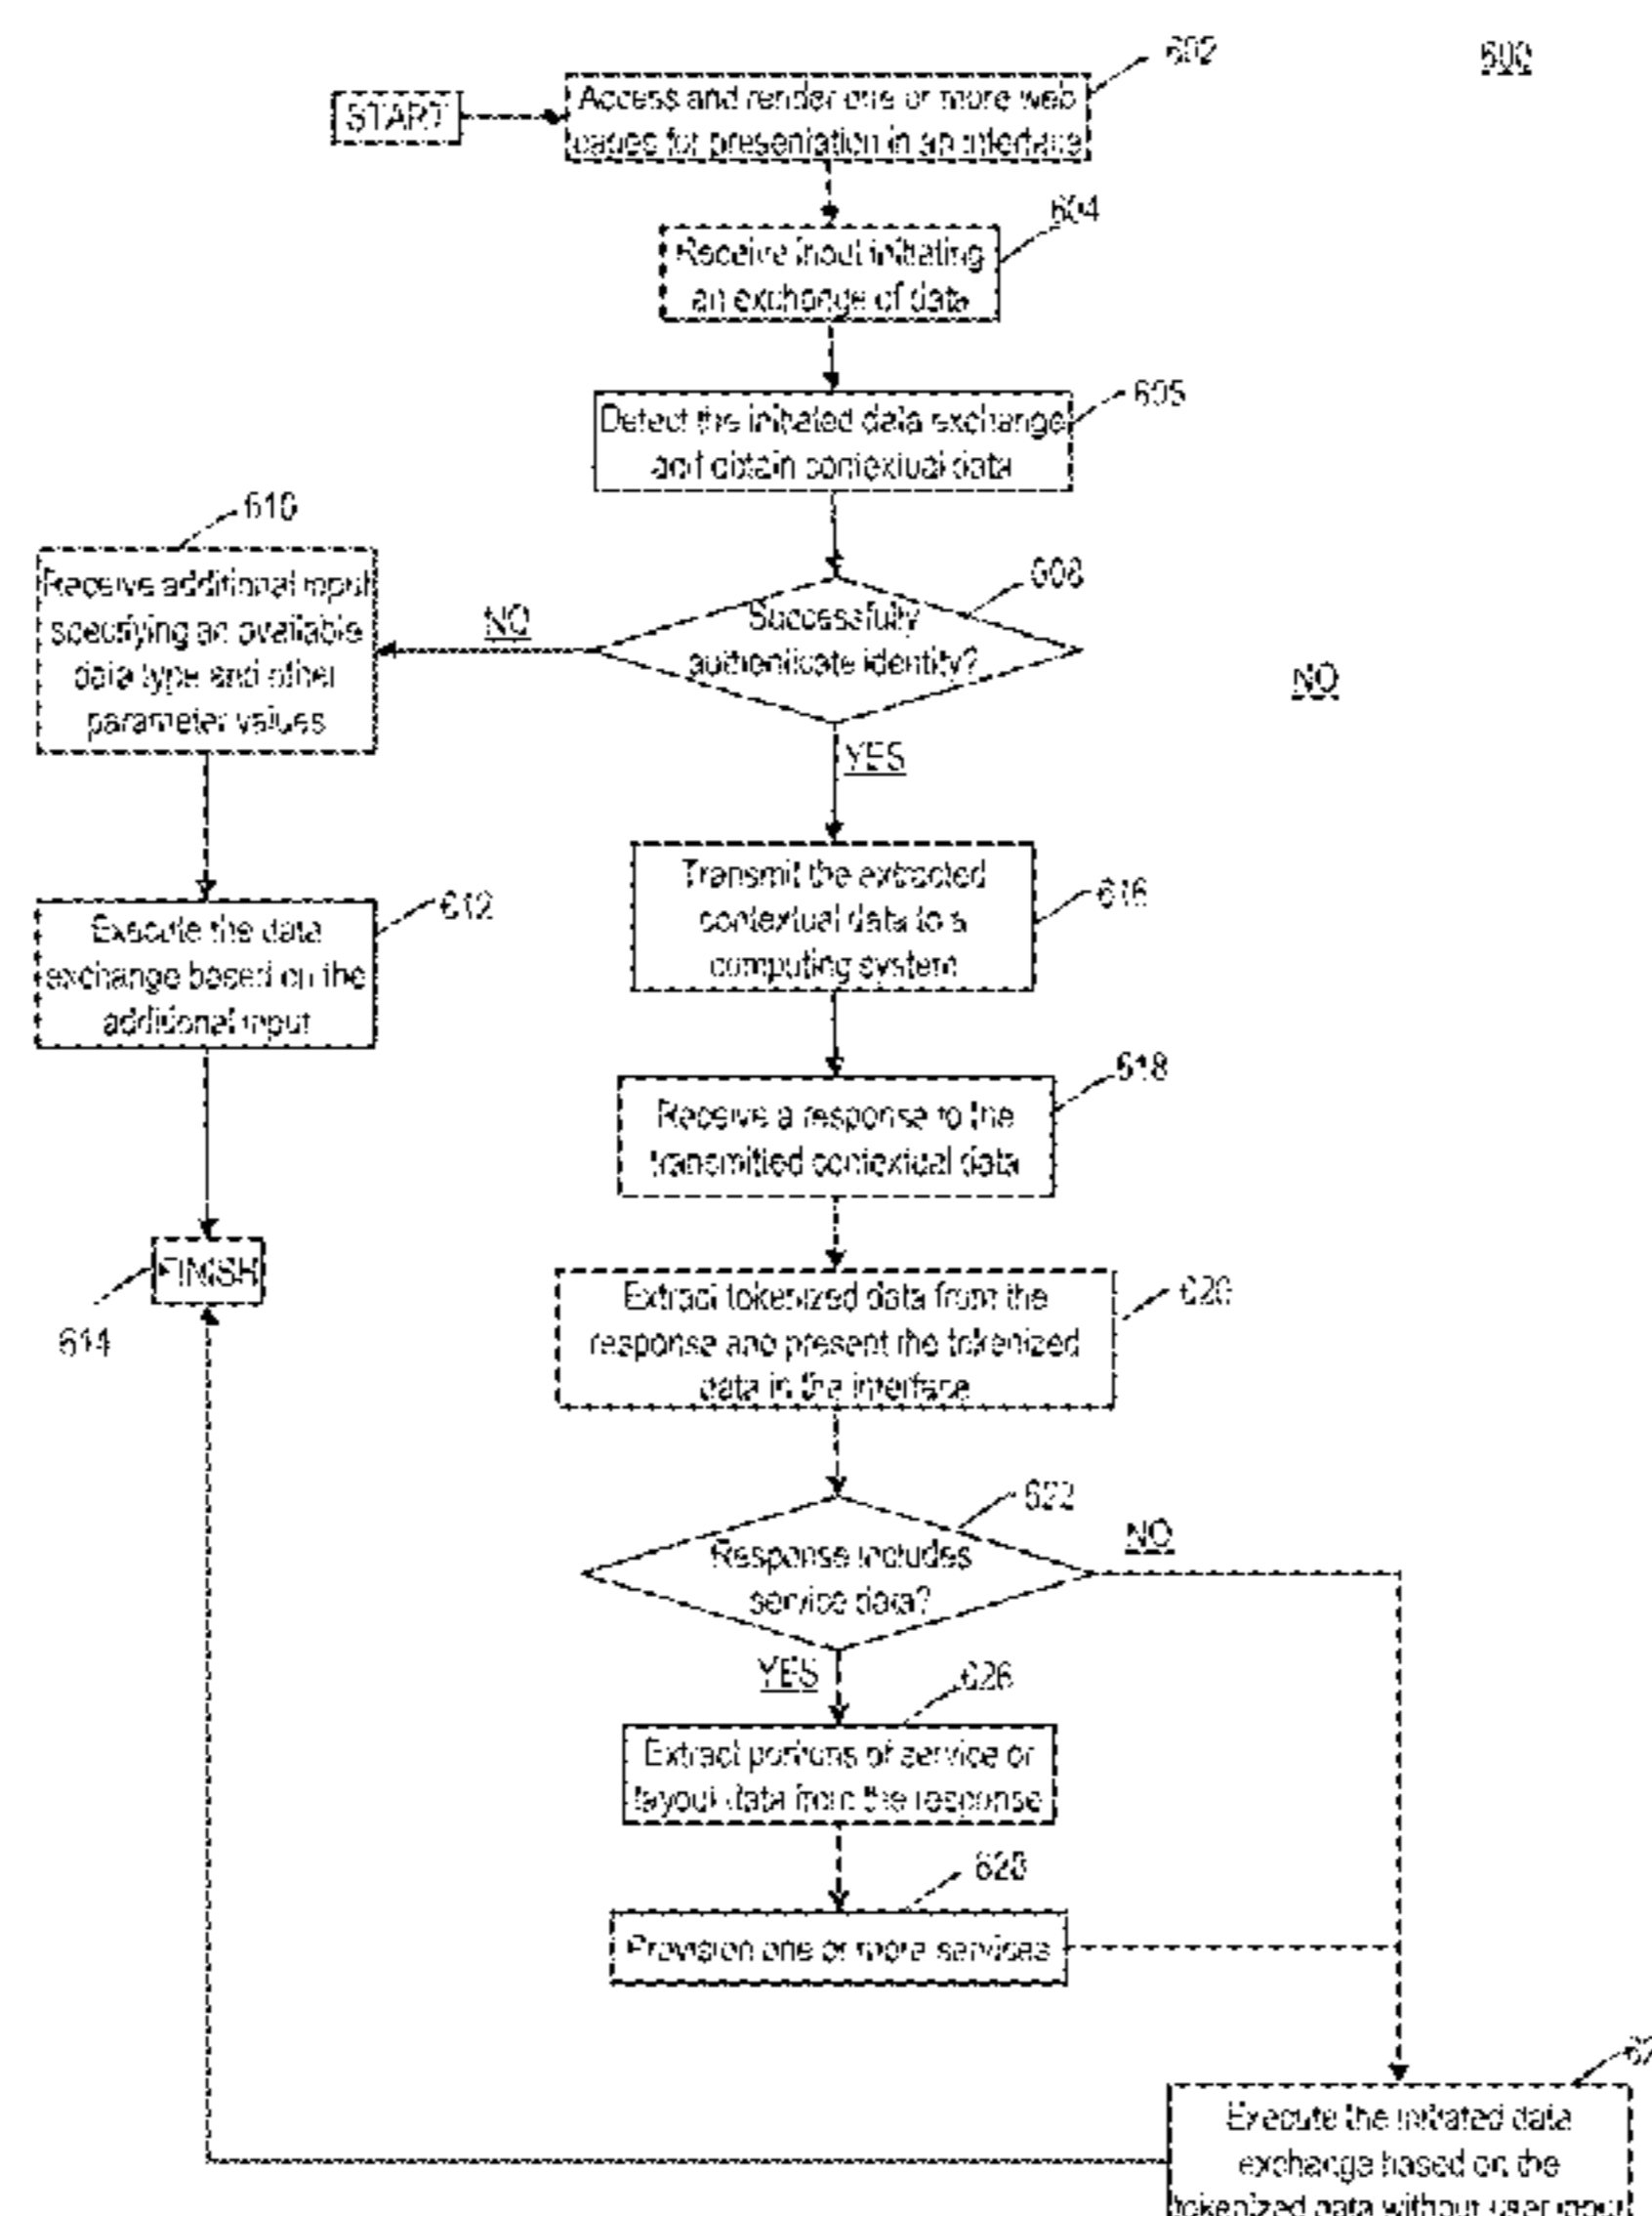 602
600
START
Access and render one or more web
pages for presentation in an interface
604
Receive input initiating
an exchange of data
606
Detect the initiated data exchange
and obtain contextual data
610
Receive additional input
specifying an available
data type and other
parameter values
608
Successfully
authenticate identity?
NO
NO
YES
Transmit the extracted
contextual data to a
computing system
616
Execute the data
exchange based on the
additional input
612
618
Receive a response to the
transmitted contextual data
FINISH
614
Extract tokenized data from the
response and present the tokenized
data in the interface
620
622
Response includes
service data?
NO
YES
626
Extract portions of service or
layout data from the response
628
Provision one or more services
Execute the initiated data
exchange based on the
tokenized data without user input